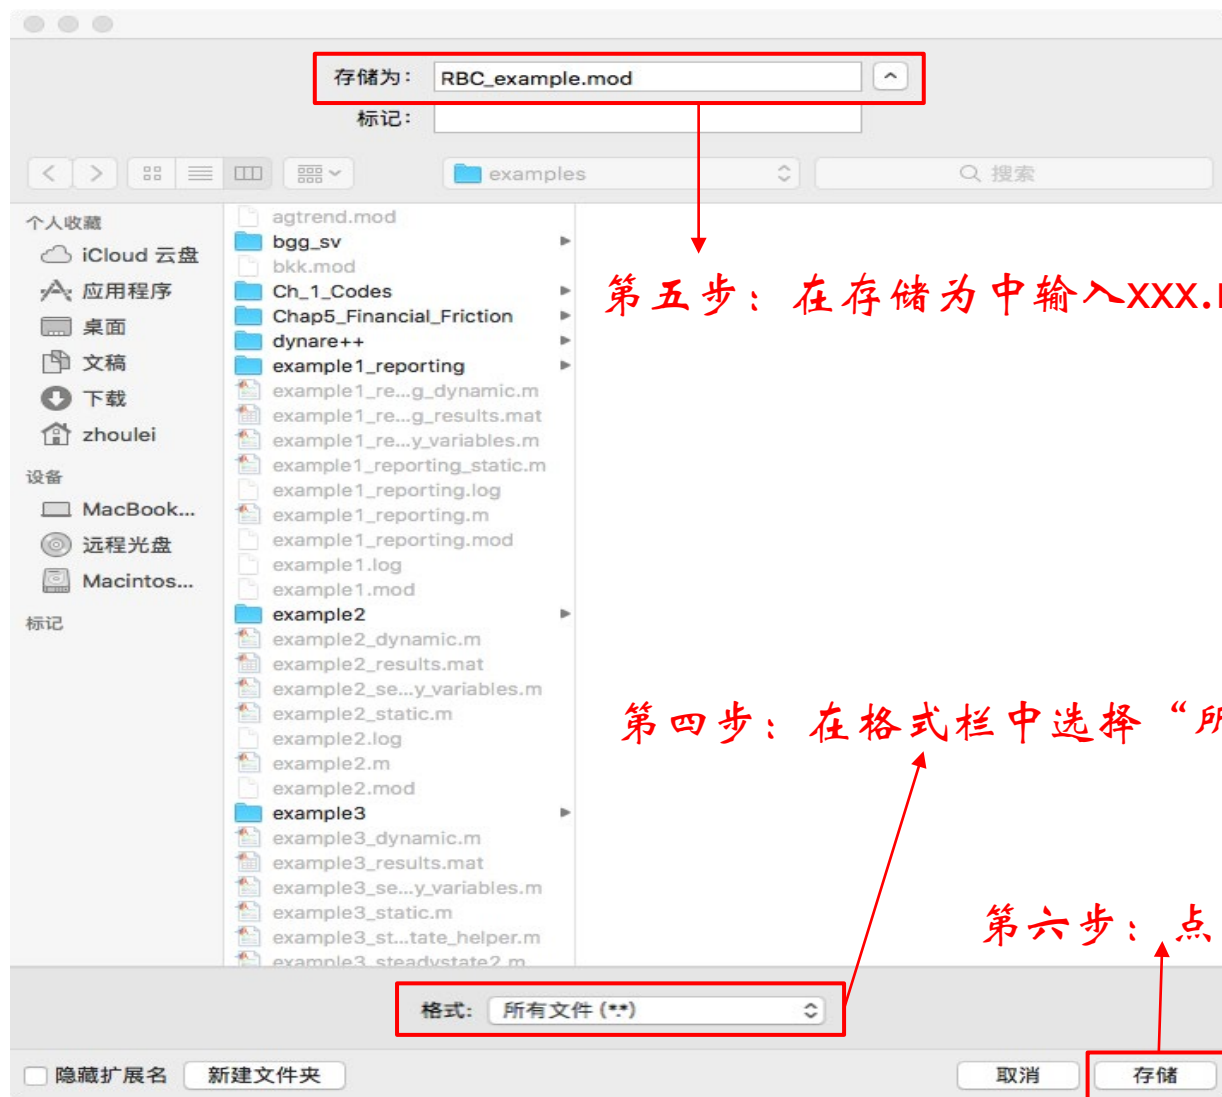 存储为: RBC_example.mod
标记:
examples
搜索
个人收藏
iCloud 云盘
应用程序
桌面
文稿
下载
zhoulei
设备
MacBook...
远程光盘
Macintos...
标记
agtrend.mod
bgg_sv
bkk.mod
Ch_1_Codes
Chap5_Financial_Friction
dynare++
example1_reporting
example1_re...g_dynamic.m
example1_re...g_results.mat
example1_re...y_variables.m
example1_reporting_static.m
example1_reporting.log
example1_reporting.m
example1_reporting.mod
example1.log
example1.mod
example2
example2_dynamic.m
example2_results.mat
example2_se...y_variables.m
example2_static.m
example2.log
example2.m
example2.mod
example3
example3_dynamic.m
example3_results.mat
example3_se...y_variables.m
example3_static.m
example3_st...tate_helper.m
example3_steadystate2.m
第五步：在存储为中输入xxx.
第四步：在格式栏中选择“所
第六步：点
格式: 所有文件 (*.*)
隐藏扩展名
新建文件夹
取消
存储